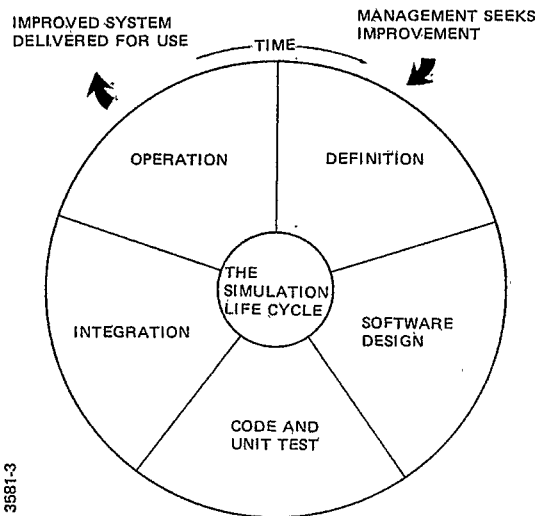 IMPROVED SYSTEM
DELIVERED FOR USE
TIME
MANAGEMENT SEEKS
IMPROVEMENT
OPERATION
DEFINITION
THE
SIMULATION
LIFE CYCLE
INTEGRATION
SOFTWARE
DESIGN
CODE AND
UNIT TEST
3581-3